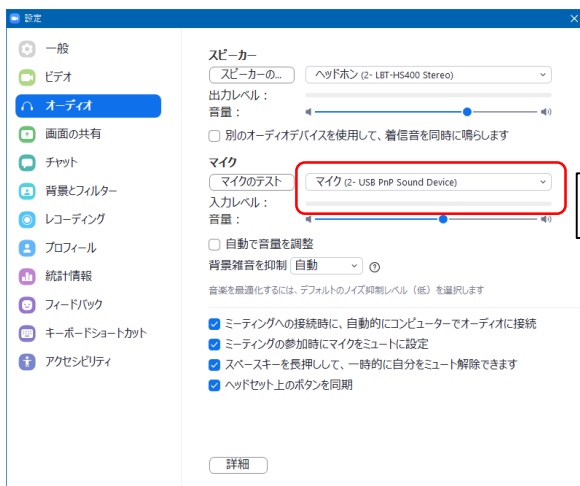 設定
一般
ビデオ
オーディオ
画面の共有
チャット
背景とフィルター
レコーディング
プロフィール
統計情報
フィードバック
キーボードショートカット
アクセシビリティ
スピーカー
スピーカーの...
ヘッドホン (2- LBT-HS400 Stereo)
出力レベル：
音量：
別のオーディオデバイスを使用して、着信音を同時に鳴らします
マイク
マイクのテスト
マイク (2- USB PnP Sound Device)
入力レベル：
音量：
自動で音量を調整
背景雑音を抑制 自動
音楽を最適化するには、デフォルトのノイズ抑制レベル（低）を選択します
ミーティングへの接続時に、自動的にコンピューターでオーディオに接続
ミーティングの参加時にマイクをミュートに設定
スペースキーを長押しして、一時的に自分をミュート解除できます
ヘッドセット上のボタンを同期
詳細